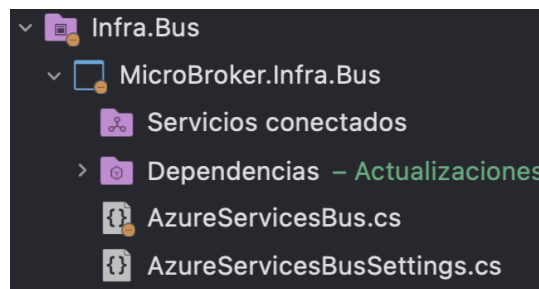 Infra.Bus
MicroBroker.Infra.Bus
Servicios conectados
Dependencias – Actualizaciones
{} AzureServicesBus.cs
{} AzureServicesBusSettings.cs